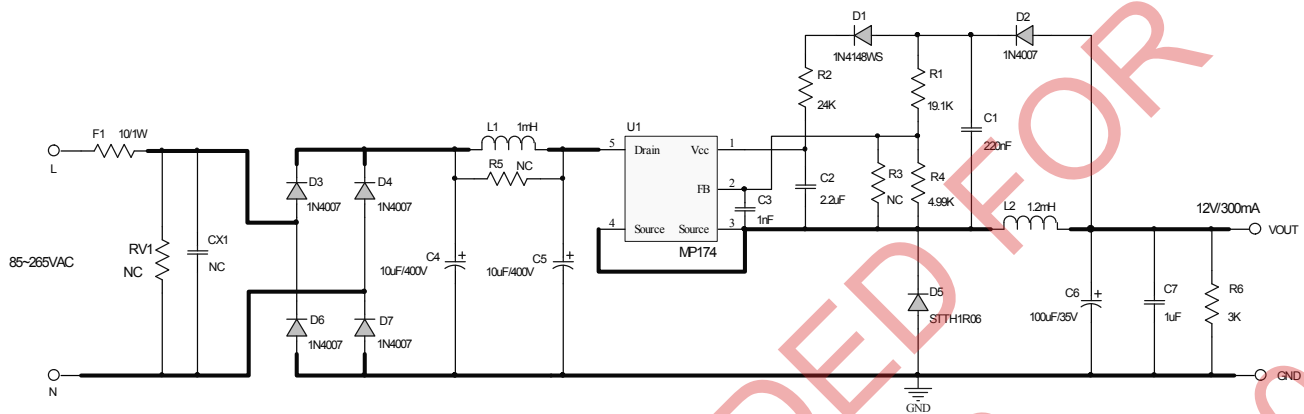 D1
1N4148WS
D2
1N4007
R2
24K
R1
19.1K
C1
220nF
F1 10/1W
L
L1 1mH
R5 NC
U1
5 Drain Vcc 1
FB 2
4 Source Source 3
MP174
C2
2.2uF
C3
1nF
R3
NC
R4
4.99K
L2 1.2mH
12V/300mA
VOUT
D3
1N4007
D4
1N4007
85~265VAC
RV1
NC
CX1
NC
C4
10uF/400V
C5
10uF/400V
D6
1N4007
D7
1N4007
D5
STTH1R06
C6
100uF/35V
C7
1uF
R6
3K
N
GND
GND
DED FOR